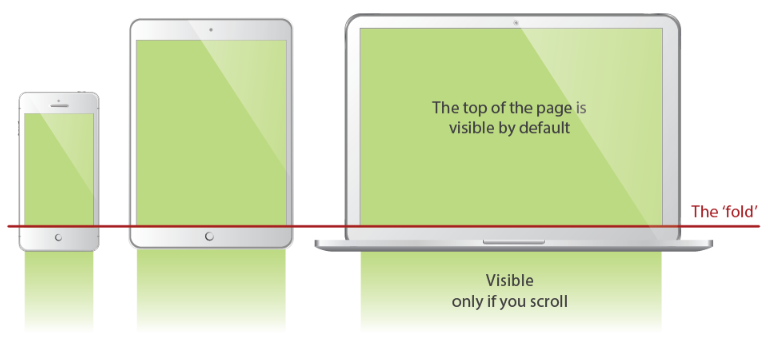 The top of the page is
visible by default
The ‘fold’
Visible
only if you scroll